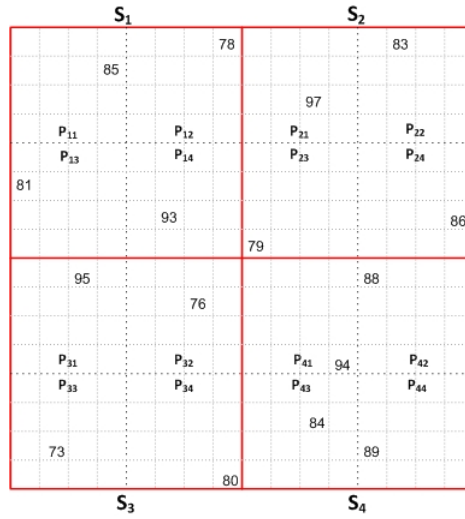 S₁ S₂
78 83
85
97
P₁₁ P₁₂ P₂₁ P₂₂
P₁₃ P₁₄ P₂₃ P₂₄
81
93 86
79
95 88
76
P₃₁ P₃₂ P₄₁ 94 P₄₂
P₃₃ P₃₄ P₄₃ P₄₄
84
73 89
80
S₃ S₄